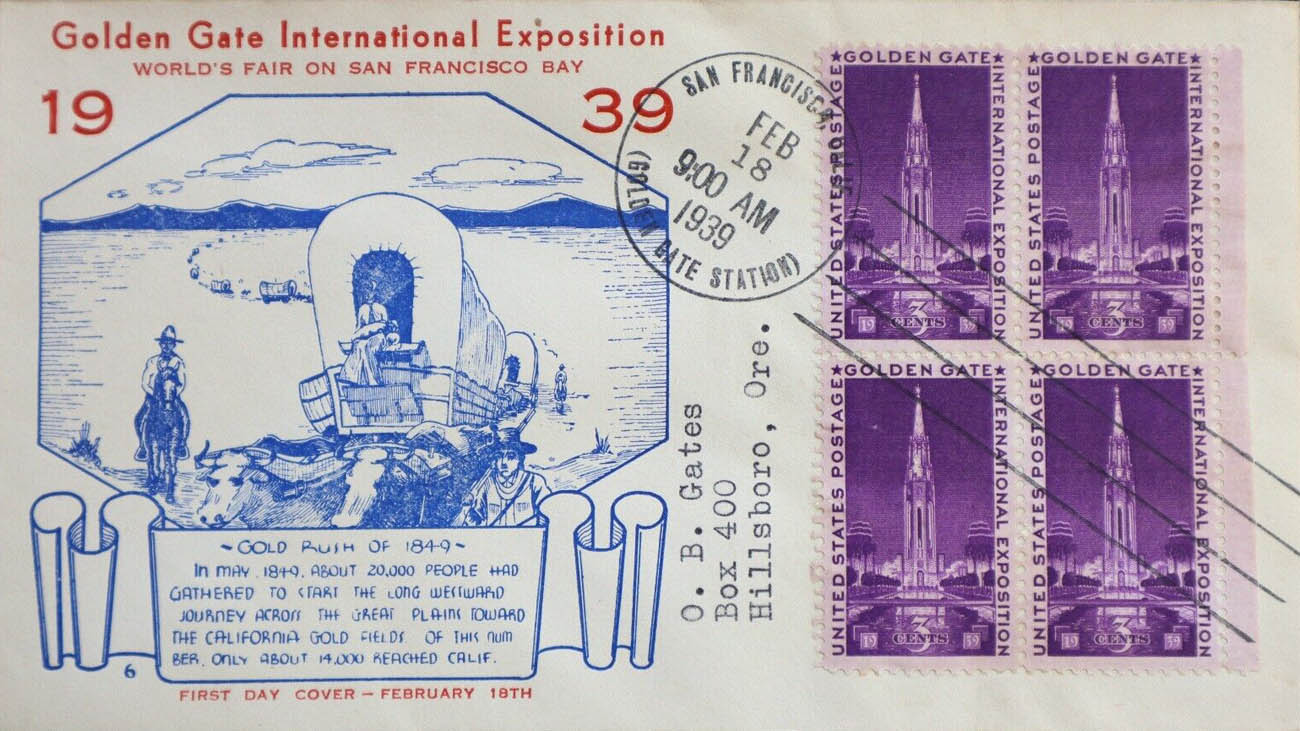 Golden Gate International Exposition
WORLD'S FAIR ON SAN FRANCISCO BAY
19 39
~GOLD RUSH OF 1849~
IN MAY, 1849, ABOUT 20,000 PEOPLE HAD
GATHERED TO START THE LONG WESTWARD
JOURNEY ACROSS THE GREAT PLAINS TOWARD
THE CALIFORNIA GOLD FIELDS. OF THIS NUM
BER, ONLY ABOUT 14,000 REACHED CALIF.
6
FIRST DAY COVER — FEBRUARY 18TH
SAN FRANCISCO,
FEB
18
9:00 AM
1939
(GOLDEN GATE STATION)
O. B. Gates
Box 400
Hillsboro, Ore.
UNITED STATES POSTAGE
★GOLDEN GATE★
INTERNATIONAL EXPOSITION
19 3 CENTS 39
UNITED STATES POSTAGE
★GOLDEN GATE★
INTERNATIONAL EXPOSITION
19 3 CENTS 39
UNITED STATES POSTAGE
★GOLDEN GATE★
INTERNATIONAL EXPOSITION
19 3 CENTS 39
UNITED STATES POSTAGE
★GOLDEN GATE★
INTERNATIONAL EXPOSITION
19 3 CENTS 39